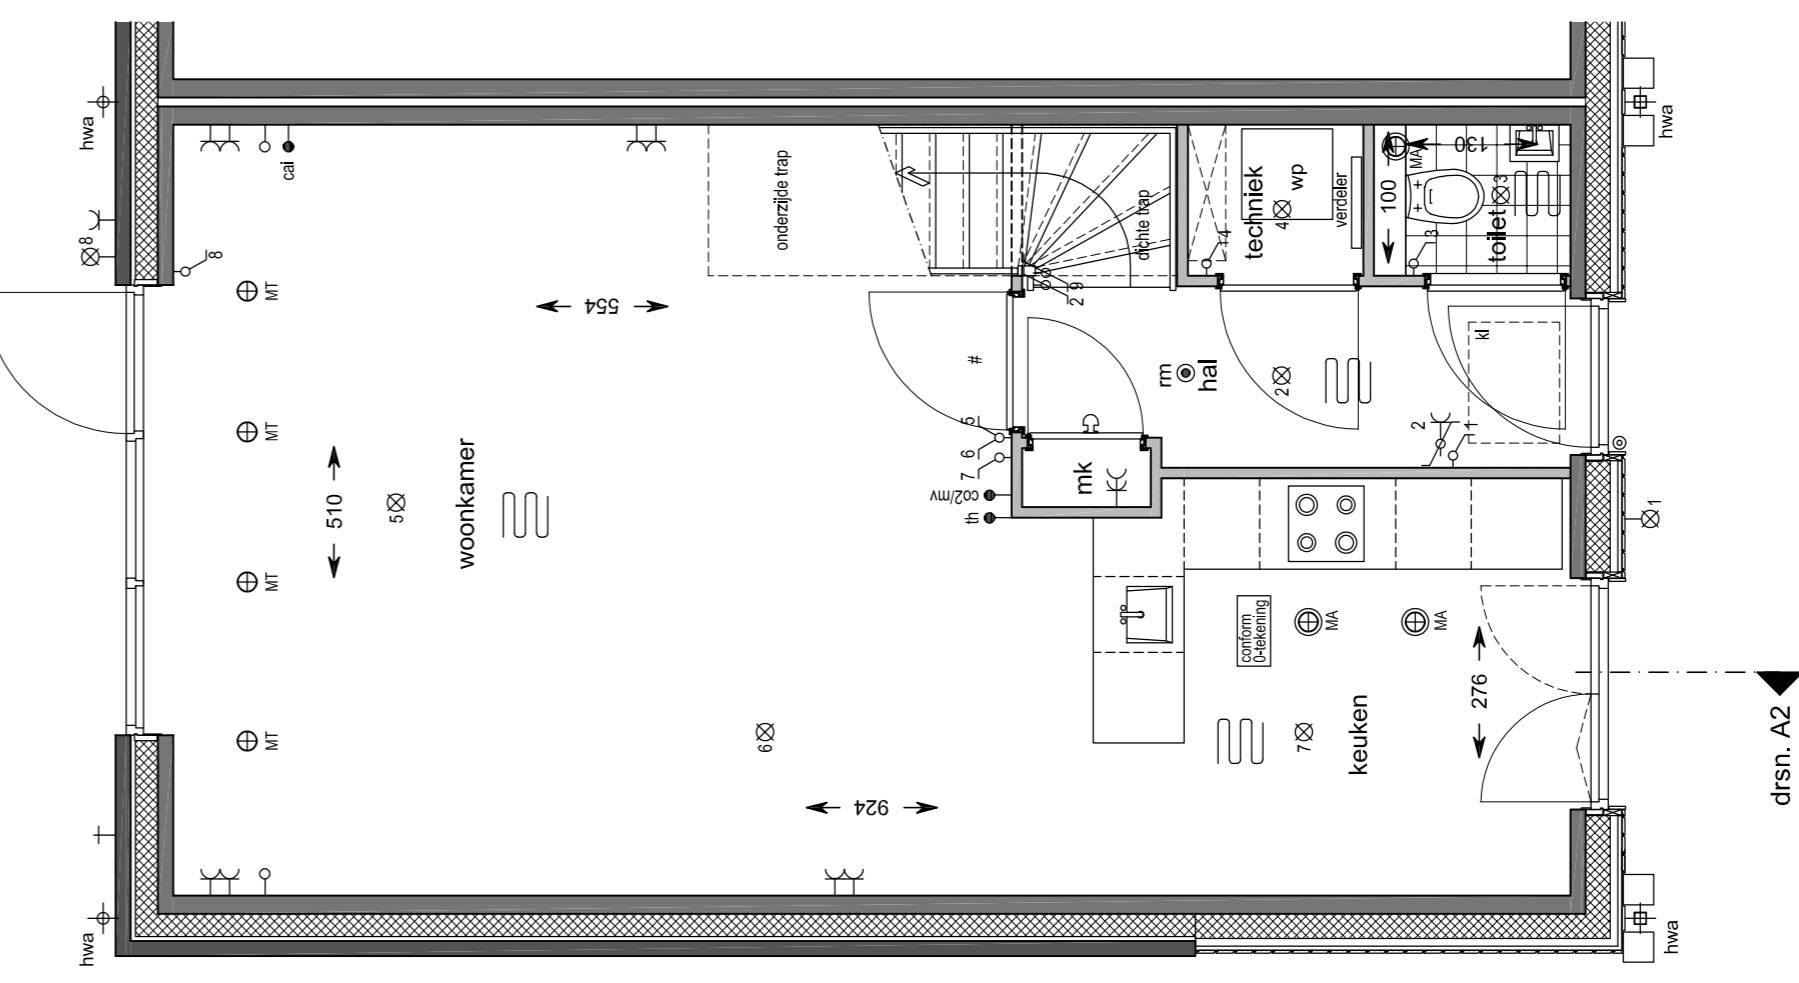 hwa
hwa
cai
onderzijde trap
dichte trap
techniek
wp
verdeler
4
4
MA
130
100
toilet
3
3
8
8
MT
MT
MT
MT
554
2 9
#
rm
hal
2
kl
2
1
5
6
7
co2/mv
th
mk
510
5
woonkamer
1
conform
0-tekening
MA
MA
276
keuken
7
6
924
drsn. A2
hwa
hwa